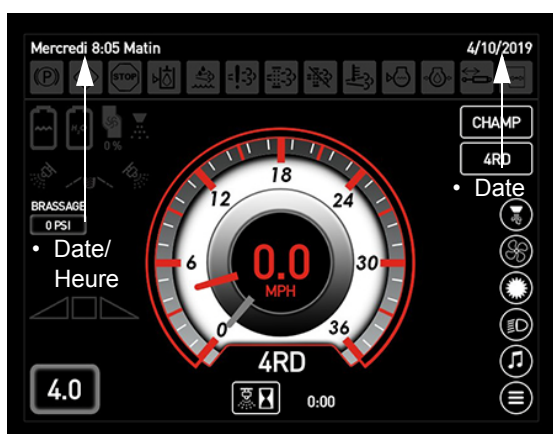 Mercredi 8:05 Matin 4/10/2019
(P) STOP
H₂O
0 %
CHAMP
4RD
• Date
BRASSAGE
0 PSI
• Date/
Heure
0 6 12 18 24 30 36
0.0
MPH
4RD
4.0
0:00